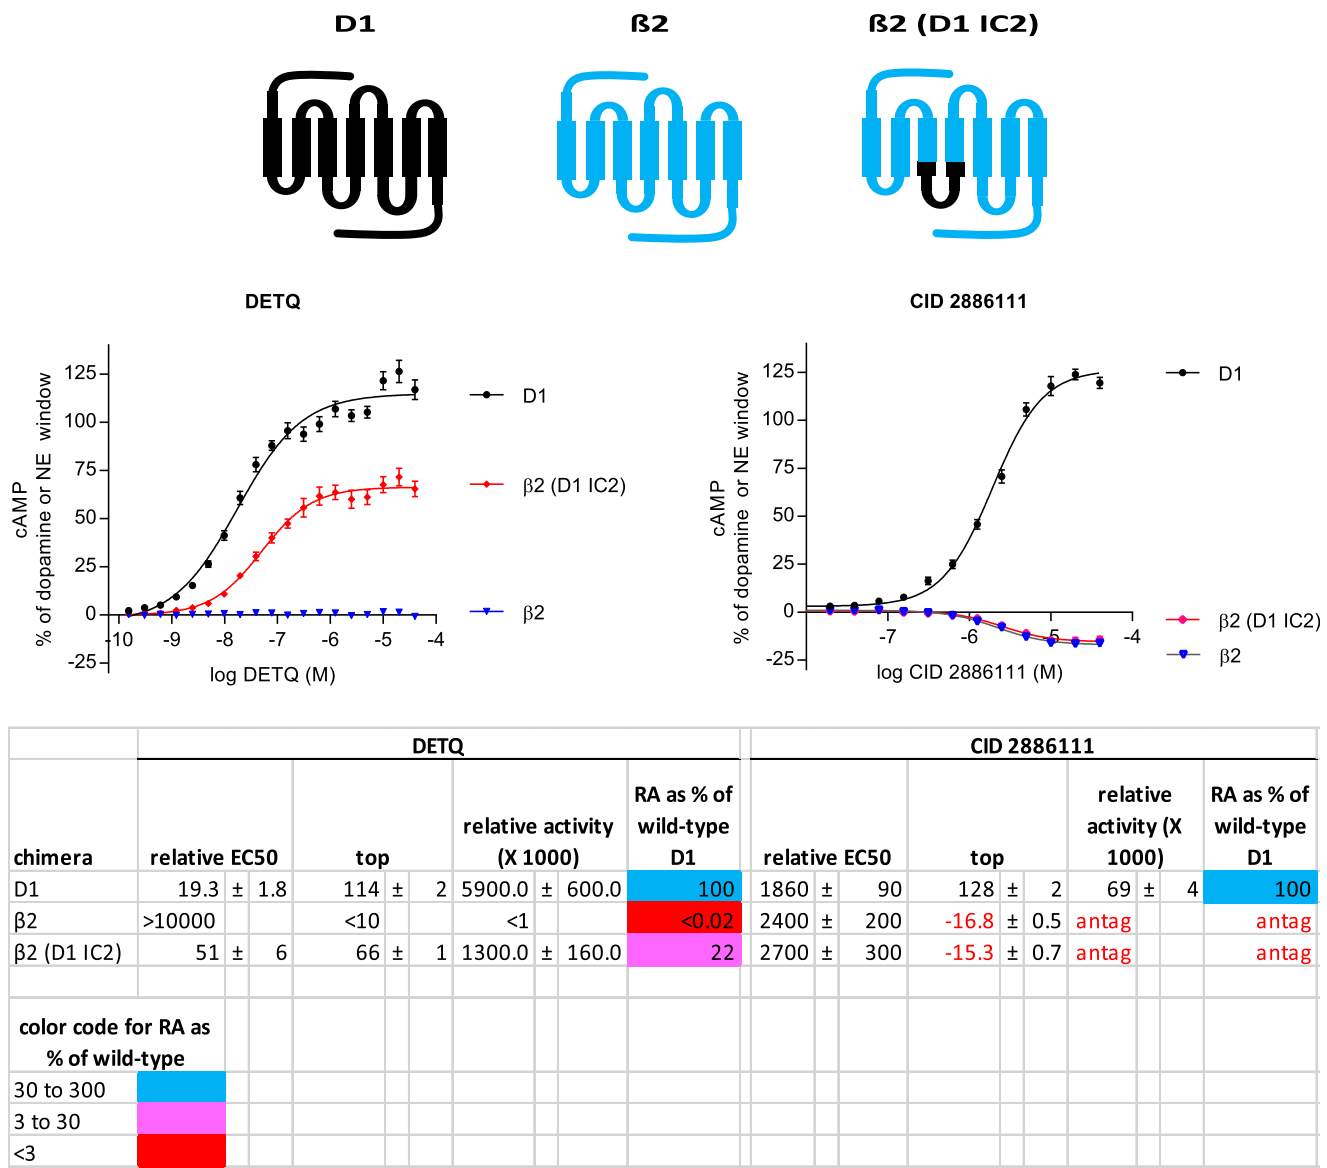 D1 ß2 ß2 (D1 IC2)
DETQ
cAMP
% of dopamine or NE window
125
100
75
50
25
0
-25
-10 -9 -8 -7 -6 -5 -4
log DETQ (M)
D1
β2 (D1 IC2)
β2
CID 2886111
cAMP
% of dopamine or NE window
125
100
75
50
25
0
-25
-7 -6 -5 -4
log CID 2886111 (M)
D1
β2 (D1 IC2)
β2
DETQ CID 2886111
chimera
relative EC50
top
relative activity
(X 1000)
RA as % of
wild-type
D1
relative EC50
top
relative
activity (X
1000)
RA as % of
wild-type
D1
D1 19.3 ± 1.8 114 ± 2 5900.0 ± 600.0 100 1860 ± 90 128 ± 2 69 ± 4 100
β2 >10000 <10 <1 <0.02 2400 ± 200 -16.8 ± 0.5 antag antag
β2 (D1 IC2) 51 ± 6 66 ± 1 1300.0 ± 160.0 22 2700 ± 300 -15.3 ± 0.7 antag antag
color code for RA as
% of wild-type
30 to 300
3 to 30
<3